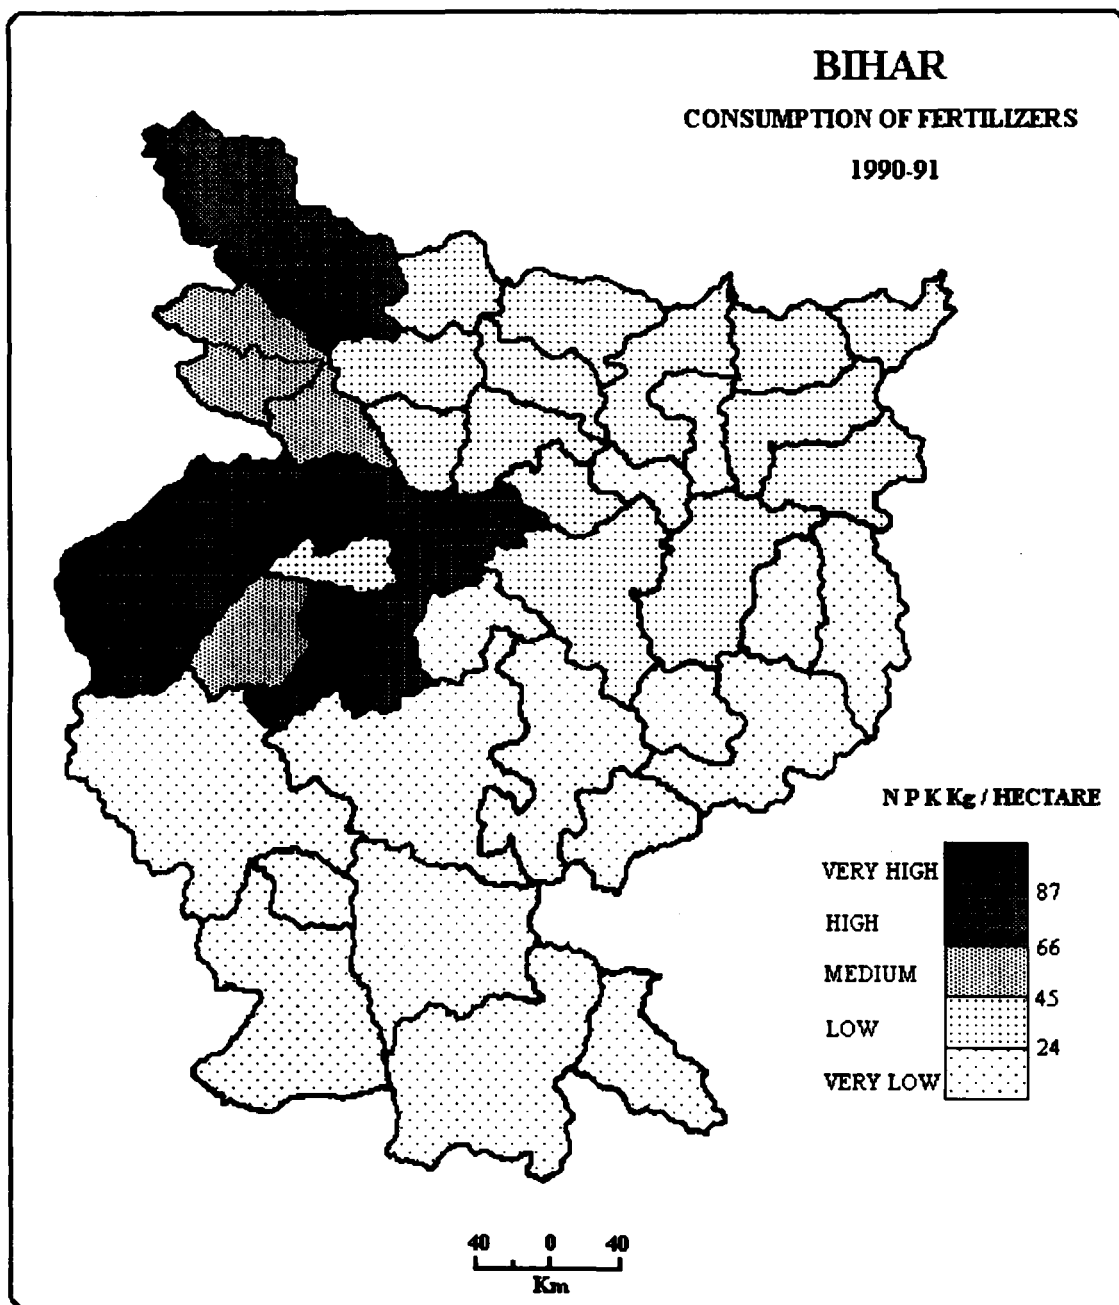 BIHAR
CONSUMPTION OF FERTILIZERS
1990-91
N P K Kg / HECTARE
VERY HIGH
87
HIGH
66
MEDIUM
45
LOW
24
VERY LOW
40 0 40
Km